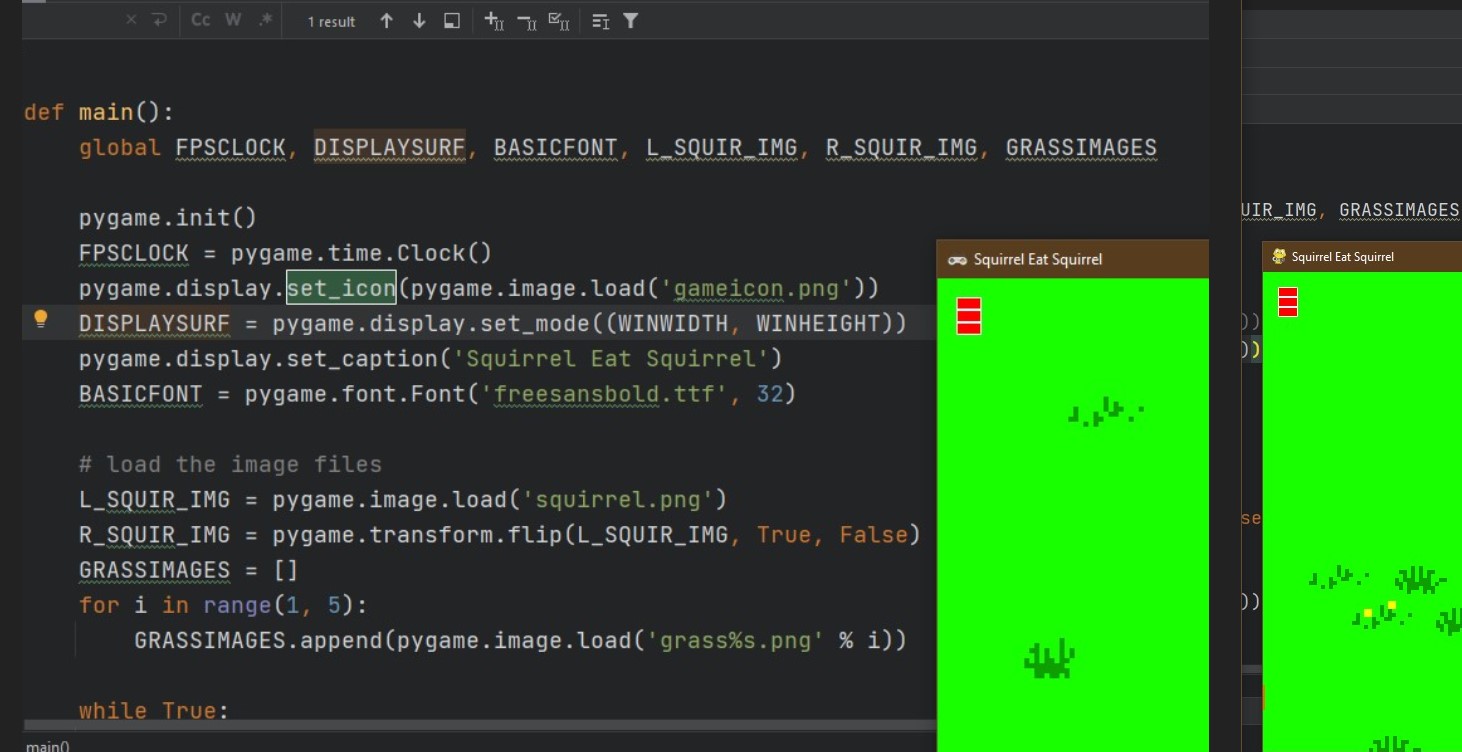 Cc W .* 1 result
def main():
global FPSCLOCK, DISPLAYSURF, BASICFONT, L_SQUIR_IMG, R_SQUIR_IMG, GRASSIMAGES
pygame.init()
FPSCLOCK = pygame.time.Clock()
pygame.display.set_icon(pygame.image.load('gameicon.png'))
DISPLAYSURF = pygame.display.set_mode((WINWIDTH, WINHEIGHT))
pygame.display.set_caption('Squirrel Eat Squirrel')
BASICFONT = pygame.font.Font('freesansbold.ttf', 32)
# load the image files
L_SQUIR_IMG = pygame.image.load('squirrel.png')
R_SQUIR_IMG = pygame.transform.flip(L_SQUIR_IMG, True, False)
GRASSIMAGES = []
for i in range(1, 5):
GRASSIMAGES.append(pygame.image.load('grass%s.png' % i))
while True:
main()
Squirrel Eat Squirrel
UIR_IMG, GRASSIMAGES
Squirrel Eat Squirrel
))
))
se
))